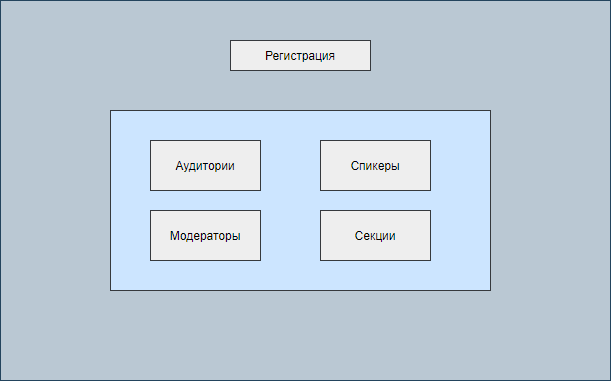 Регистрация
Аудитории
Спикеры
Модераторы
Секции